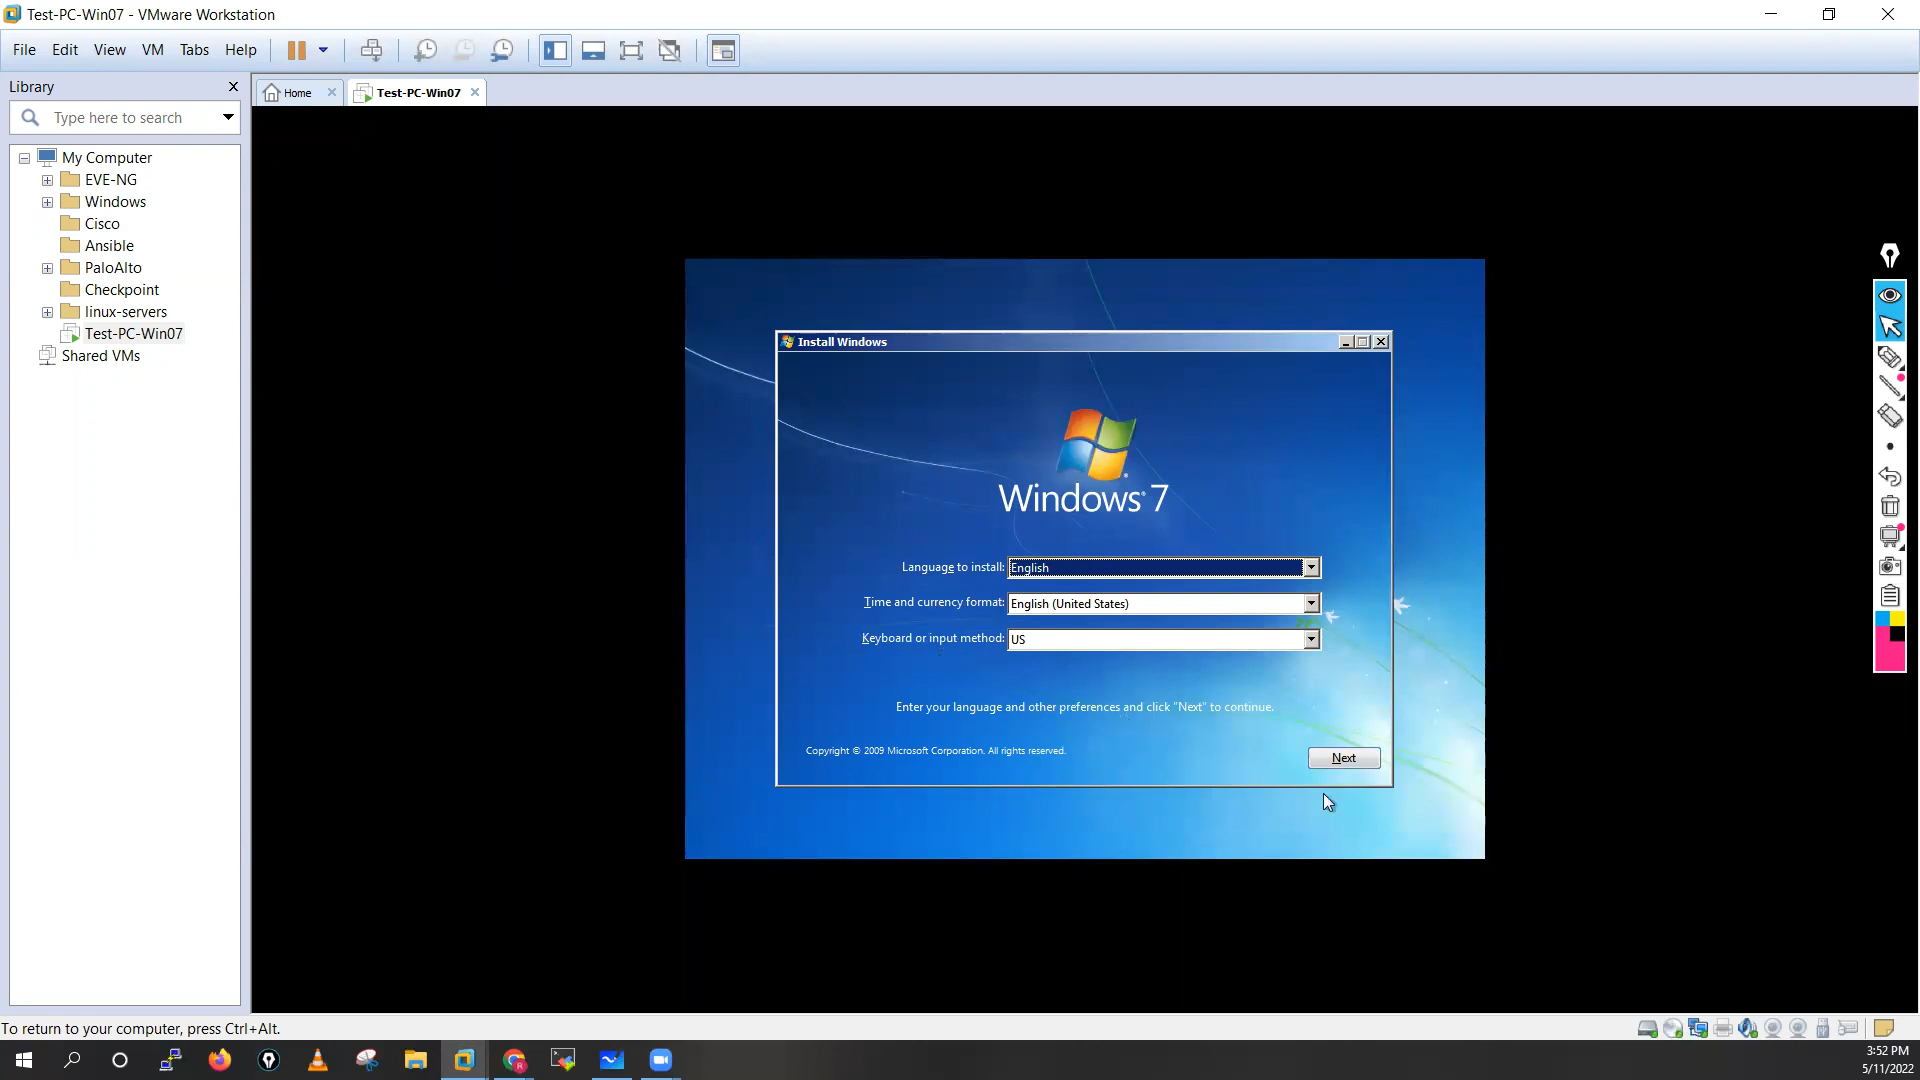 Test-PC-Win07 - VMware Workstation
File Edit View VM Tabs Help
Library
Home
Test-PC-Win07
Type here to search
My Computer
EVE-NG
Windows
Cisco
Ansible
PaloAlto
Checkpoint
linux-servers
Test-PC-Win07
Shared VMs
Install Windows
Windows 7
Language to install: English
Time and currency format: English (United States)
Keyboard or input method: US
Enter your language and other preferences and click "Next" to continue.
Copyright © 2009 Microsoft Corporation. All rights reserved.
Next
To return to your computer, press Ctrl+Alt.
3:52 PM
5/11/2022